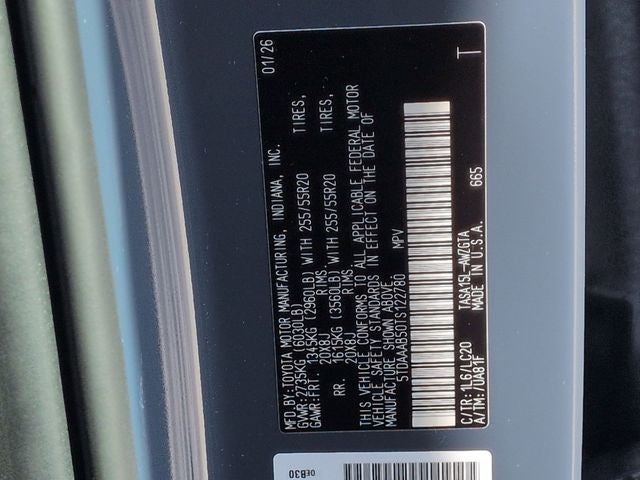 MFD.BY:TOYOTA MOTOR MANUFACTURING, INDIANA, INC. 01/26
GVWR:2735KG(6030LB)
GAWR:FRT. 1345KG(2960LB)WITH 255/55R20 TIRES,
20X8J RIMS
RR. 1615KG(3560LB)WITH 255/55R20 TIRES,
20X8J RIMS
THIS VEHICLE CONFORMS TO ALL APPLICABLE FEDERAL MOTOR
VEHICLE SAFETY STANDARDS IN EFFECT ON THE DATE OF
MANUFACTURE SHOWN ABOVE.
5TDAAAB50TS122780 MPV
T
C/TR:1L6/LC20 TASA15L-AWZGTA
A/TM:/UA81F MADE IN U.S.A. 665
0EB30